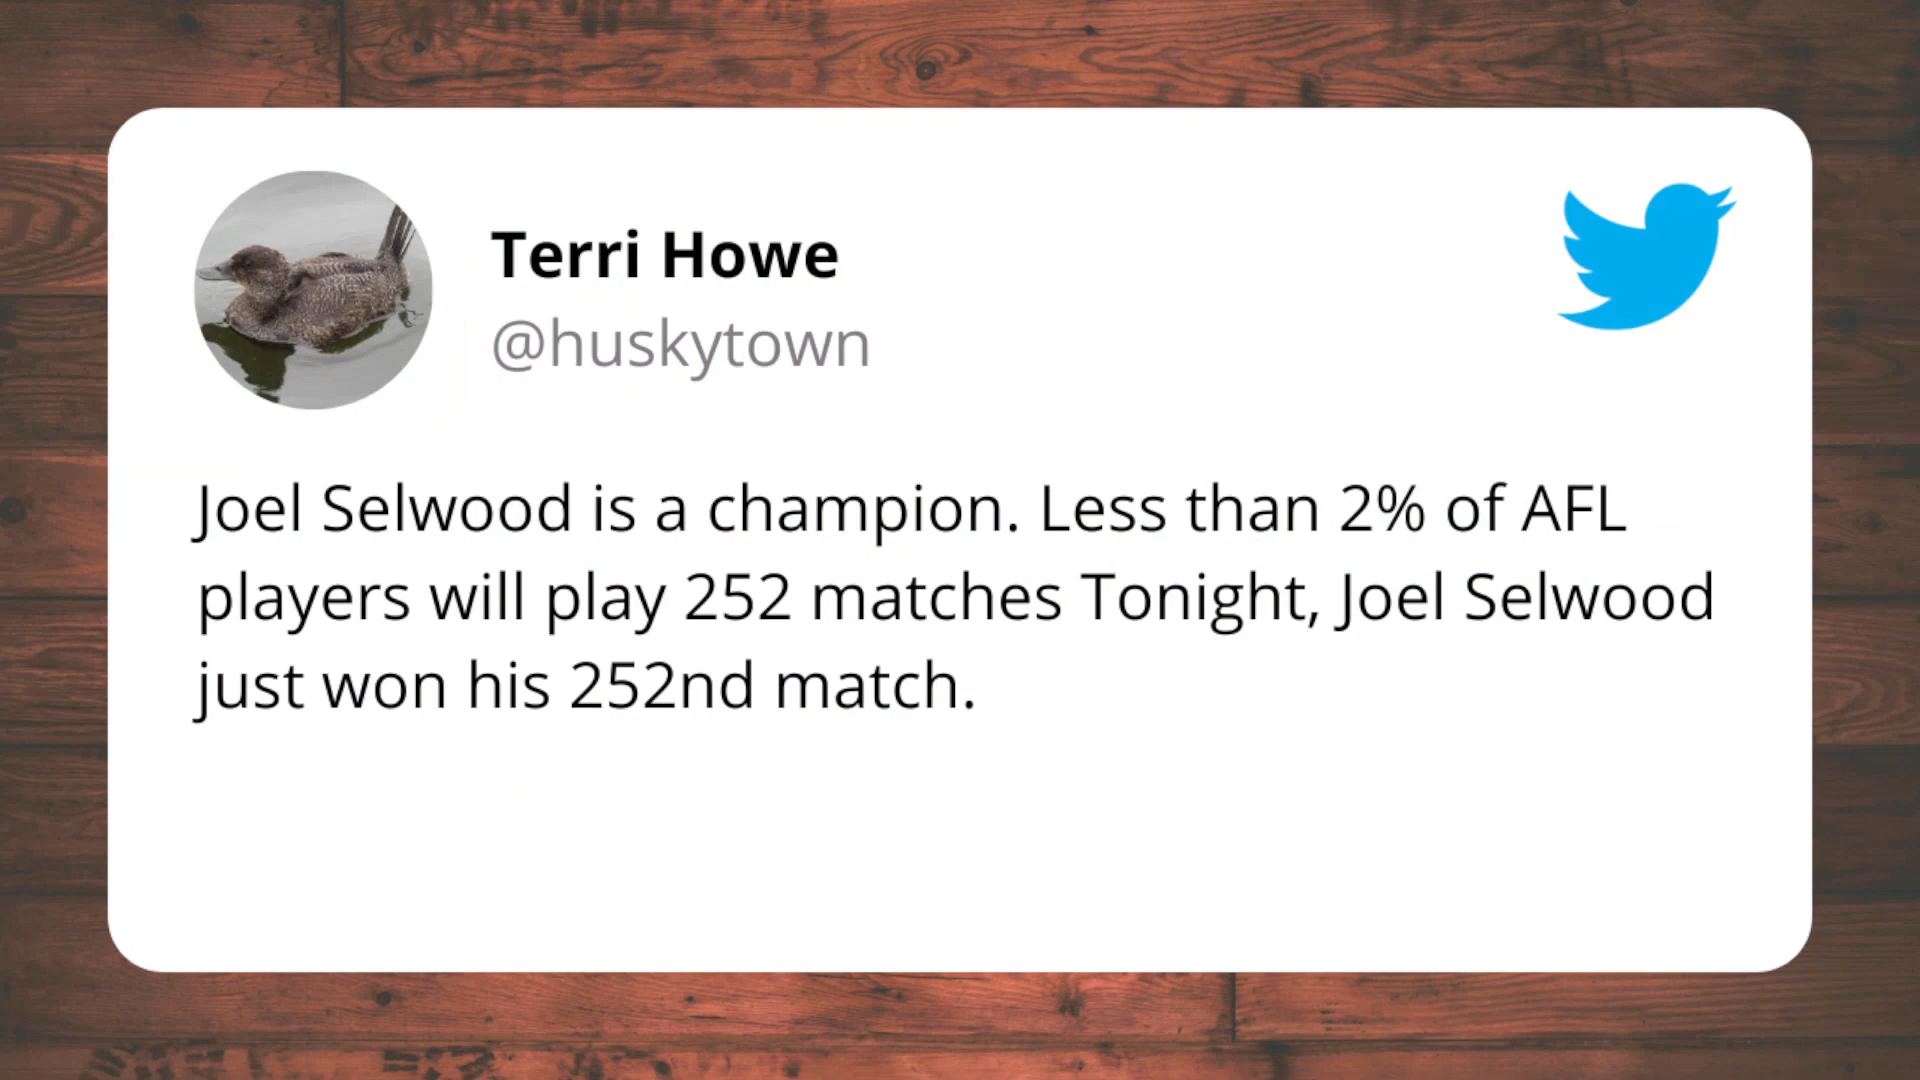 Terri Howe
@huskytown
Joel Selwood is a champion. Less than 2% of AFL
players will play 252 matches Tonight, Joel Selwood
just won his 252nd match.